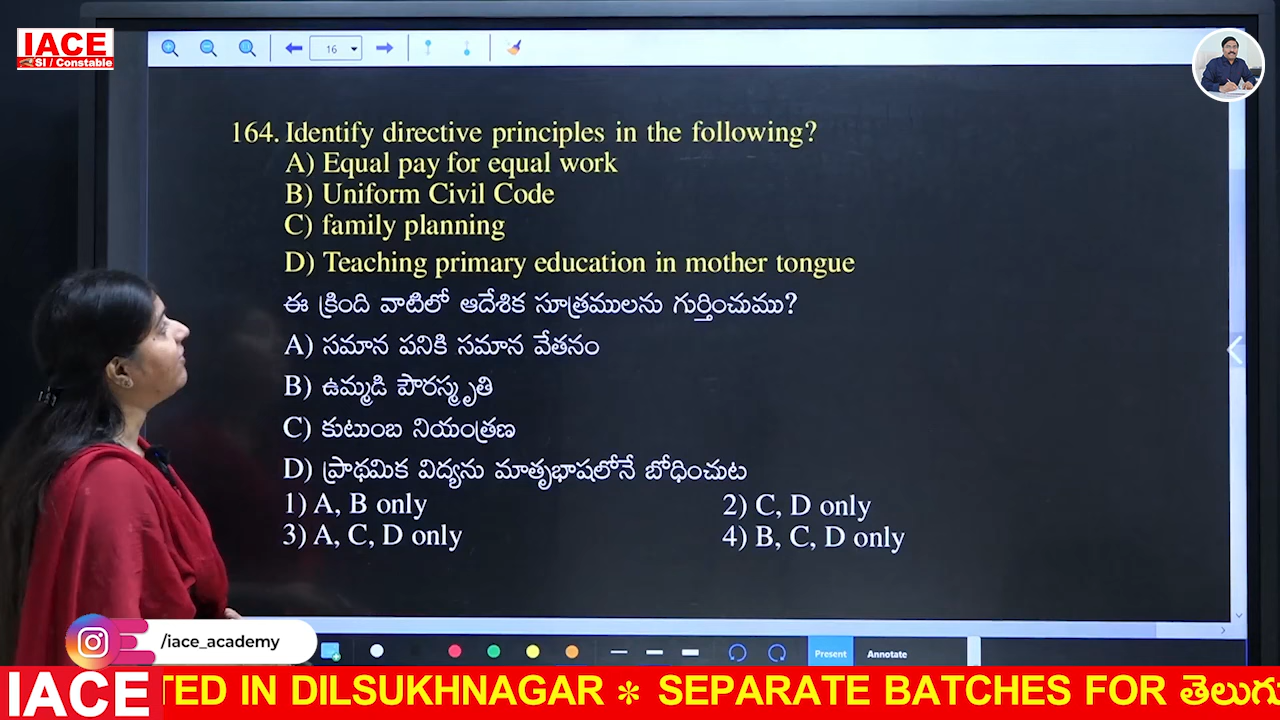 IACE
SI / Constable
16
164. Identify directive principles in the following?
A) Equal pay for equal work
B) Uniform Civil Code
C) family planning
D) Teaching primary education in mother tongue
ఈ క్రింది వాటిలో ఆదేశిక సూత్రములను గుర్తించుము?
A) సమాన పనికి సమాన వేతనం
B) ఉమ్మడి పౌరస్మృతి
C) కుటుంబ నియంత్రణ
D) ప్రాథమిక విద్యను మాతృభాషలోనే బోధించుట
1) A, B only 2) C, D only
3) A, C, D only 4) B, C, D only
/iace_academy
Present Annotate
IACE TED IN DILSUKHNAGAR * SEPARATE BATCHES FOR తెలుగు